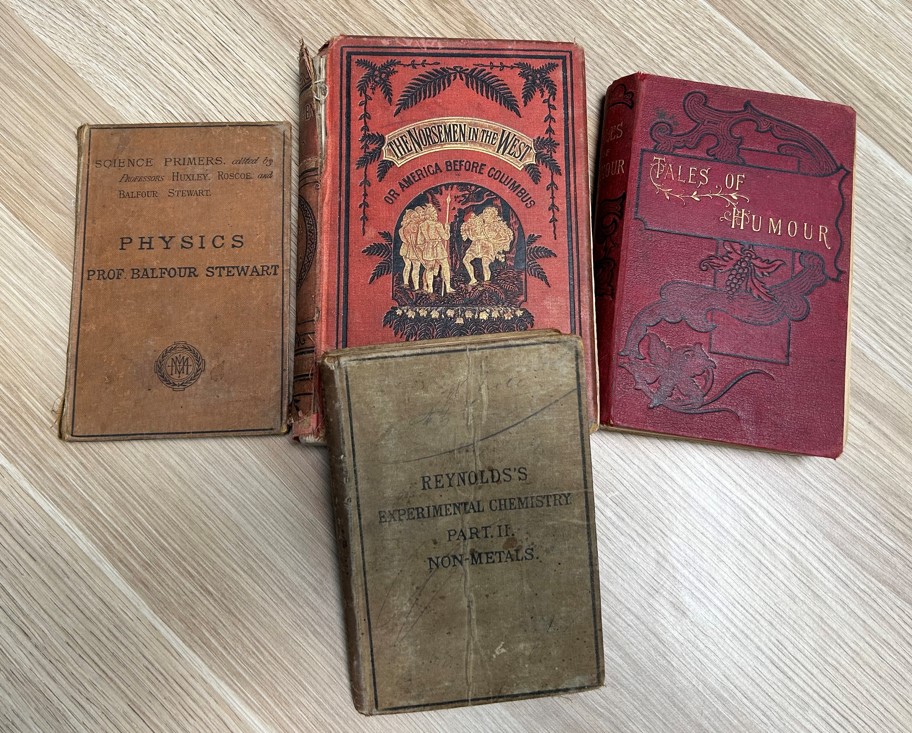 SCIENCE PRIMERS, edited by
Professors HUXLEY, ROSCOE, and
BALFOUR STEWART.
PHYSICS
PROF. BALFOUR STEWART
THE NORSEMEN IN THE WEST
OR AMERICA BEFORE COLUMBUS
TALES OF
HUMOUR
REYNOLDS'S
EXPERIMENTAL CHEMISTRY
PART. II.
NON-METALS.